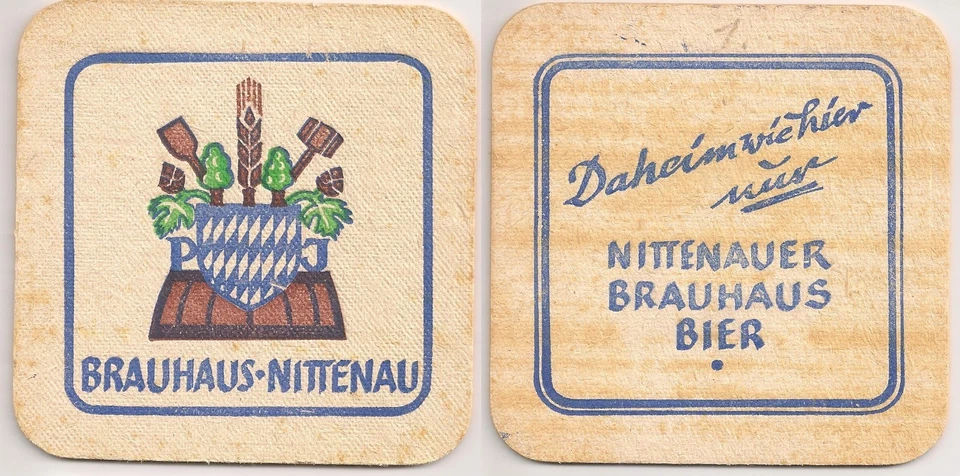 P J
BRAUHAUS·NITTENAU
Daheim wie hier
nur
NITTENAUER
BRAUHAUS
BIER